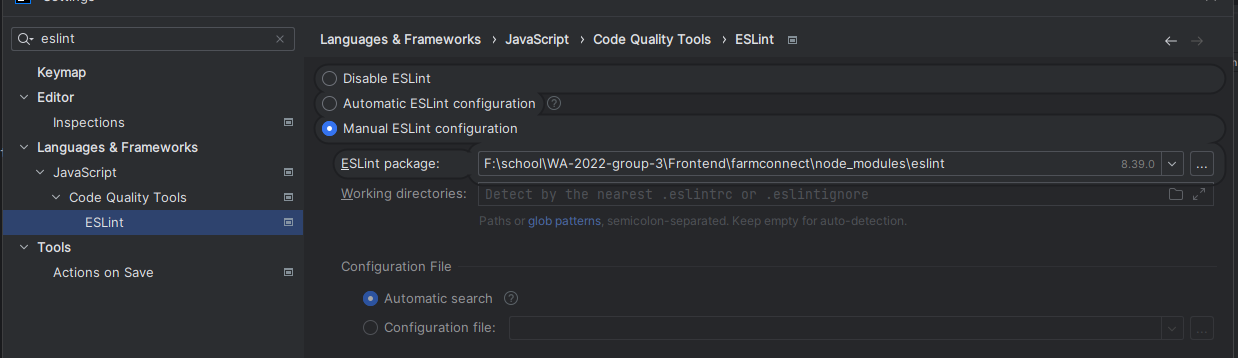 eslint
Languages & Frameworks › JavaScript › Code Quality Tools › ESLint
Keymap
Editor
Inspections
Languages & Frameworks
JavaScript
Code Quality Tools
ESLint
Tools
Actions on Save
Disable ESLint
Automatic ESLint configuration
Manual ESLint configuration
ESLint package: F:\school\WA-2022-group-3\Frontend\farmconnect\node_modules\eslint 8.39.0 ...
Working directories: Detect by the nearest .eslintrc or .eslintignore
Paths or glob patterns, semicolon-separated. Keep empty for auto-detection.
Configuration File
Automatic search
Configuration file: ...